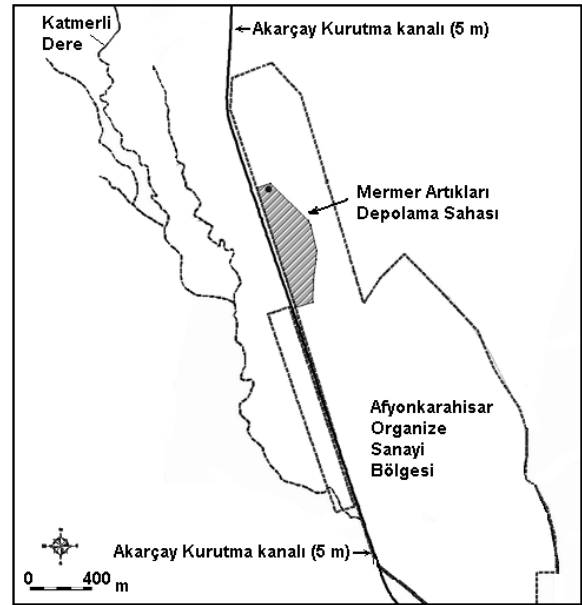 Katmerli
Dere
Akarçay Kurutma kanalı (5 m)
Mermer Artıkları
Depolama Sahası
Afyonkarahisar
Organize
Sanayi
Bölgesi
Akarçay Kurutma kanalı (5 m)
0 400 m